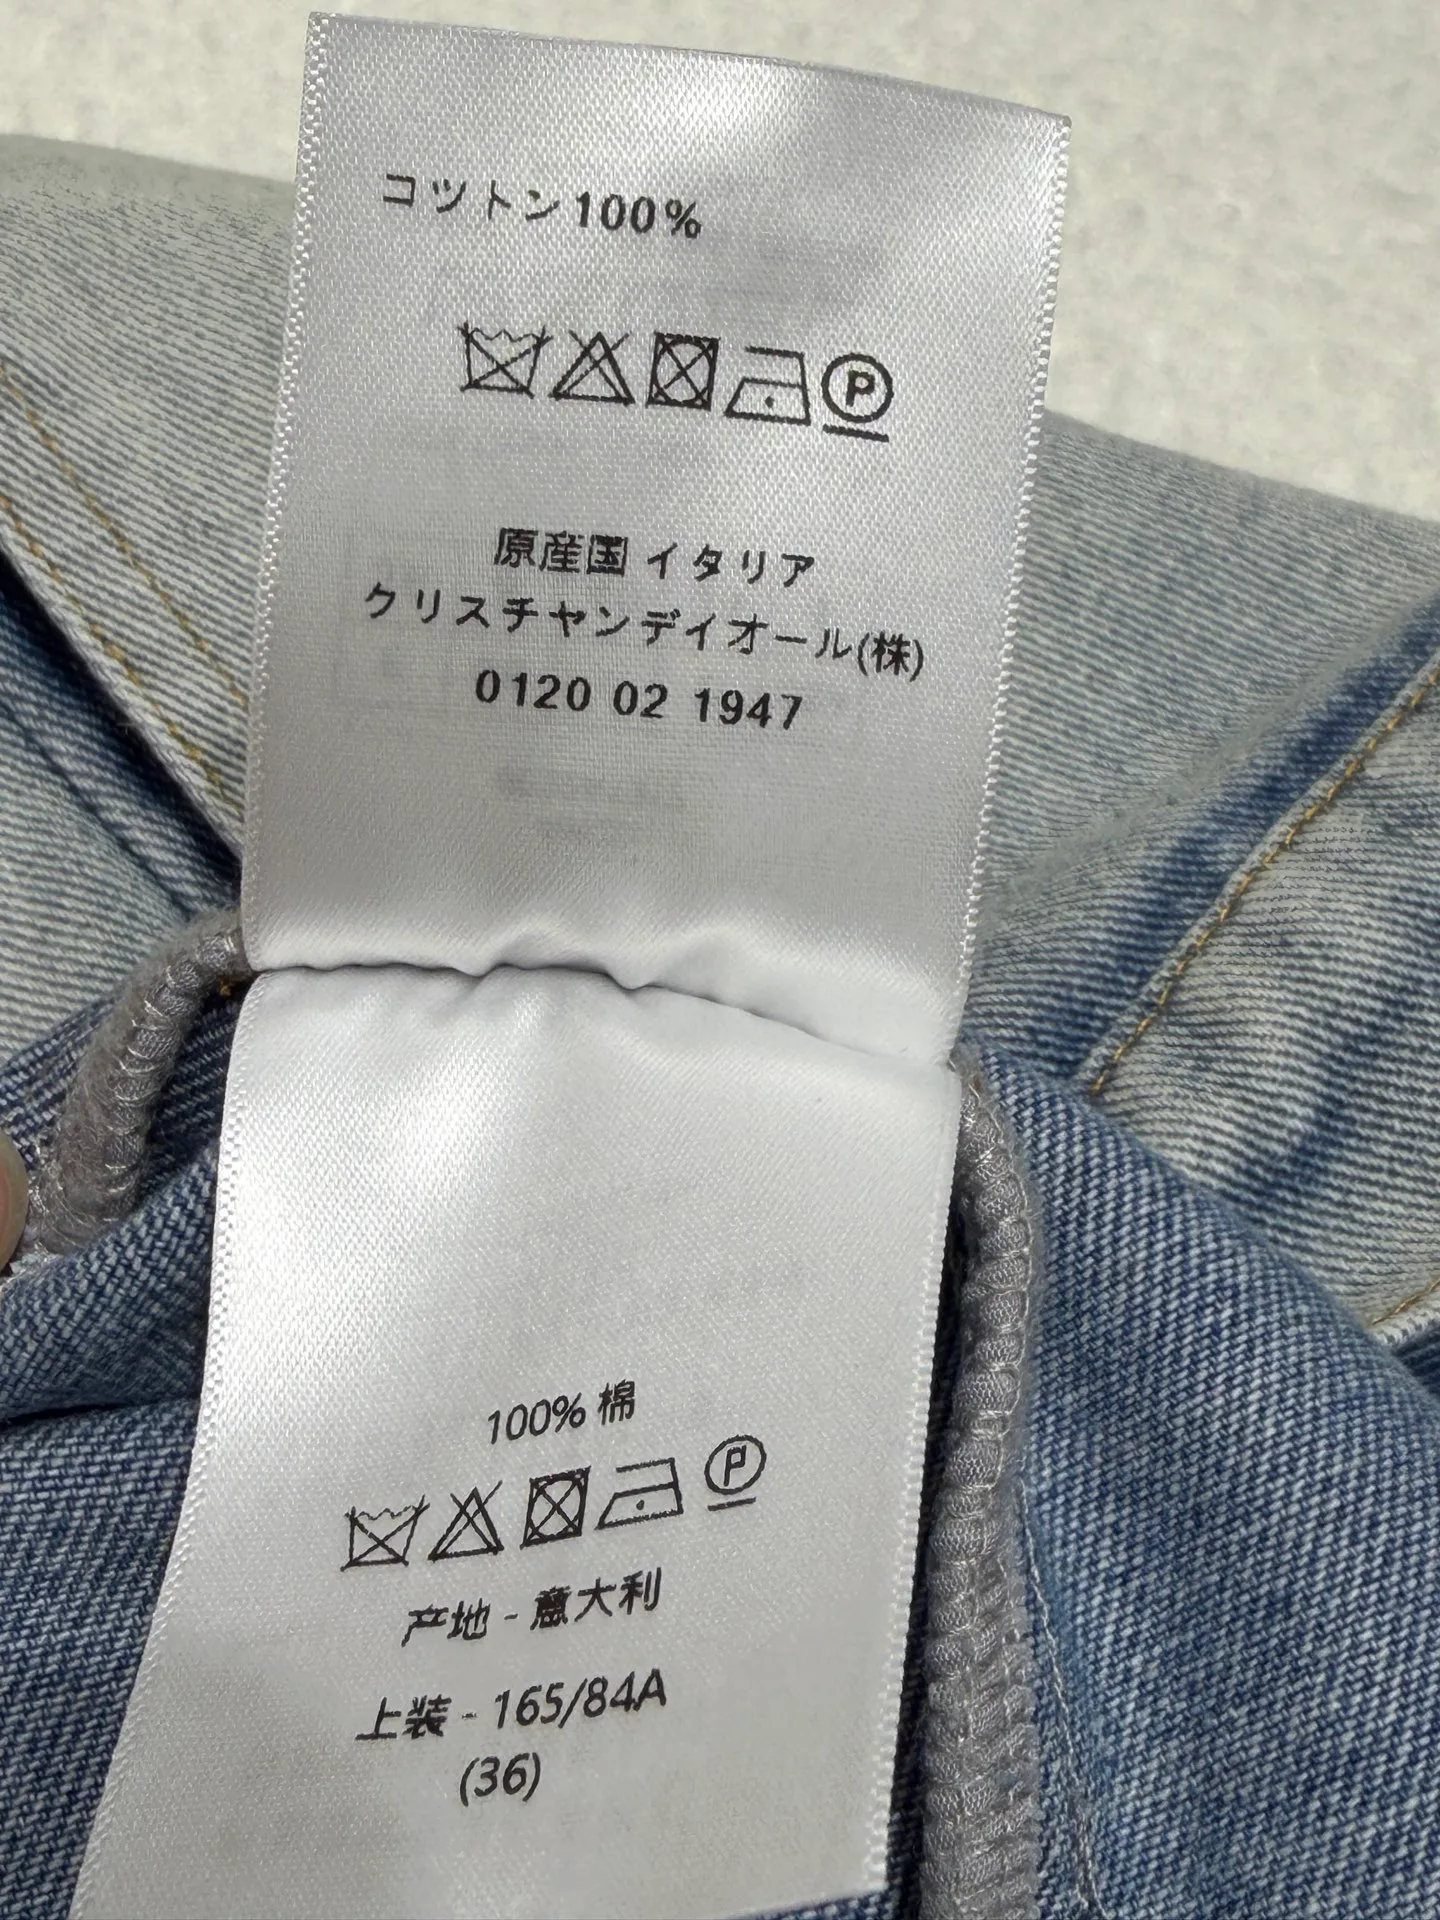 コットン100%
P
原産国 イタリア
クリスチャンディオール(株)
0120 02 1947
100% 棉
P
产地 - 意大利
上装 - 165/84A
(36)